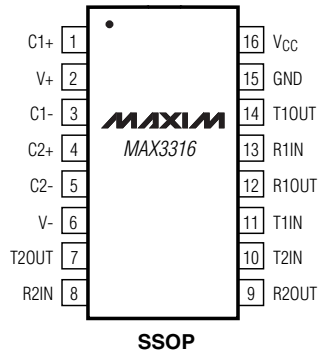 C1+ 1 16 VCC
V+ 2 15 GND
C1- 3 14 T1OUT
MAXIM
C2+ 4 MAX3316 13 R1IN
C2- 5 12 R1OUT
V- 6 11 T1IN
T2OUT 7 10 T2IN
R2IN 8 9 R2OUT
SSOP